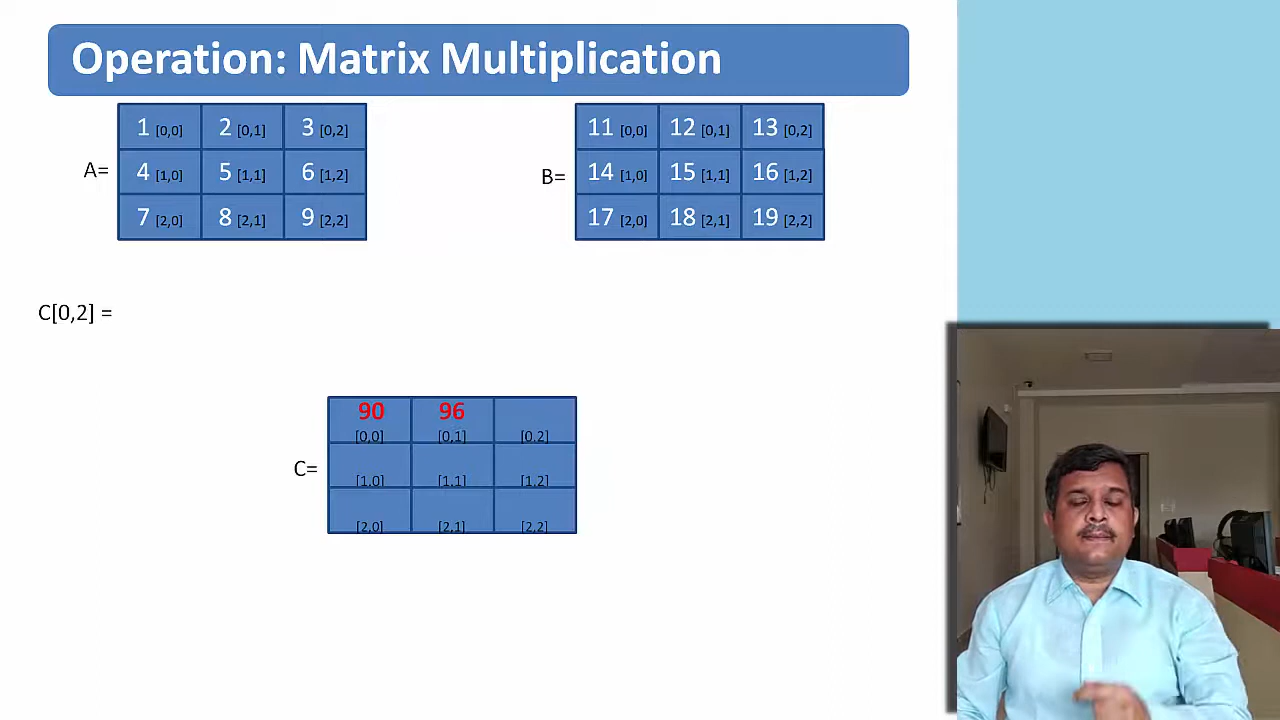 Operation: Matrix Multiplication
A=
1 [0,0] 2 [0,1] 3 [0,2]
4 [1,0] 5 [1,1] 6 [1,2]
7 [2,0] 8 [2,1] 9 [2,2]
B=
11 [0,0] 12 [0,1] 13 [0,2]
14 [1,0] 15 [1,1] 16 [1,2]
17 [2,0] 18 [2,1] 19 [2,2]
C[0,2] =
C=
90 96
[0,0] [0,1] [0,2]
[1,0] [1,1] [1,2]
[2,0] [2,1] [2,2]